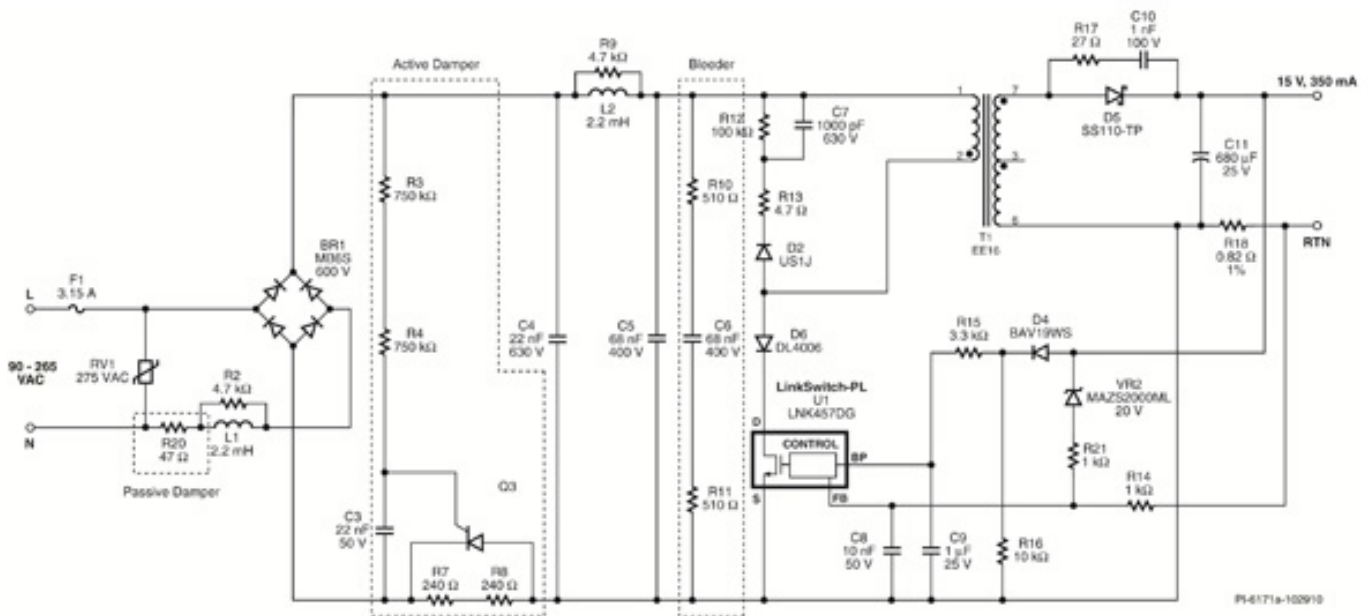 R17
27 Ω
C10
1 nF
100 V
R9
4.7 kΩ
Active Damper
Bleeder
15 V, 350 mA
L2
2.2 mH
1
7
D5
SS110-TP
R12
100 kΩ
C7
1000 pF
630 V
C11
680 µF
25 V
2
3
R3
750 kΩ
R10
510 Ω
R13
4.7 Ω
6
T1
EE16
R18
0.82 Ω
1%
RTN
D2
US1J
BR1
MB6S
600 V
F1
3.15 A
L
R4
750 kΩ
C4
22 nF
630 V
C5
68 nF
400 V
C6
68 nF
400 V
D6
DL4006
R15
3.3 kΩ
D4
BAV19WS
90 - 265
VAC
RV1
275 VAC
R2
4.7 kΩ
VR2
MAZS2000ML
20 V
LinkSwitch-PL
U1
LNK457DG
D
CONTROL
BP
N
R20
47 Ω
L1
2.2 mH
R21
1 kΩ
R14
1 kΩ
S
FB
Passive Damper
Q3
R11
510 Ω
C3
22 nF
50 V
C8
10 nF
50 V
C9
1 µF
25 V
R16
10 kΩ
R7
240 Ω
R8
240 Ω
PI-6171a-102910